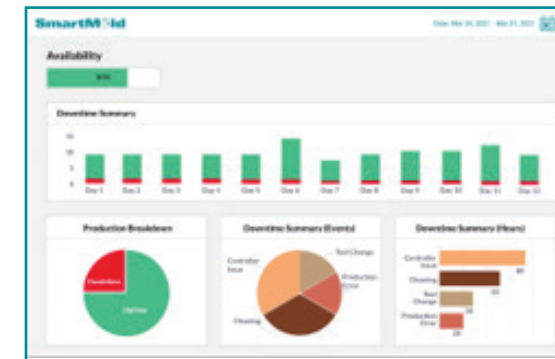 SmartM ld
Availability
Downtime Summary
15
10
5
0
Day 1 Day 2 Day 3 Day 4 Day 5 Day 6 Day 7 Day 8 Day 9 Day 10 Day 11 Day 12
Production Breakdown
Downtime
Uptime
Downtime Summary (Events)
Controller
Issue
Tool Change
Production
Error
Cleaning
Downtime Summary (Hours)
Controller
Issue
Cleaning
Tool
Change
Production
Error